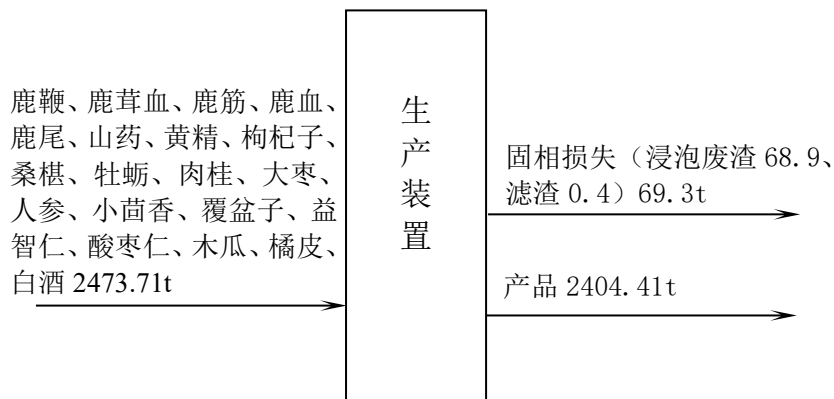 鹿鞭、鹿茸血、鹿筋、鹿血、
鹿尾、山药、黄精、枸杞子、
桑椹、牡蛎、肉桂、大枣、
人参、小茴香、覆盆子、益
智仁、酸枣仁、木瓜、橘皮、
白酒 2473.71t
生
产
装
置
固相损失（浸泡废渣 68.9、
滤渣 0.4）69.3t
产品 2404.41t